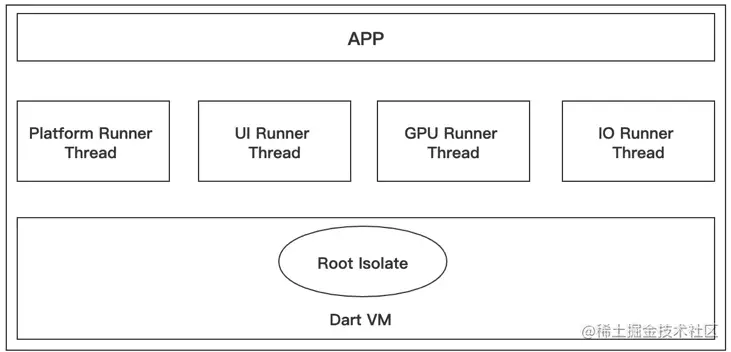 APP
Platform Runner
Thread
UI Runner
Thread
GPU Runner
Thread
IO Runner
Thread
Root Isolate
Dart VM
@稀土掘金技术社区